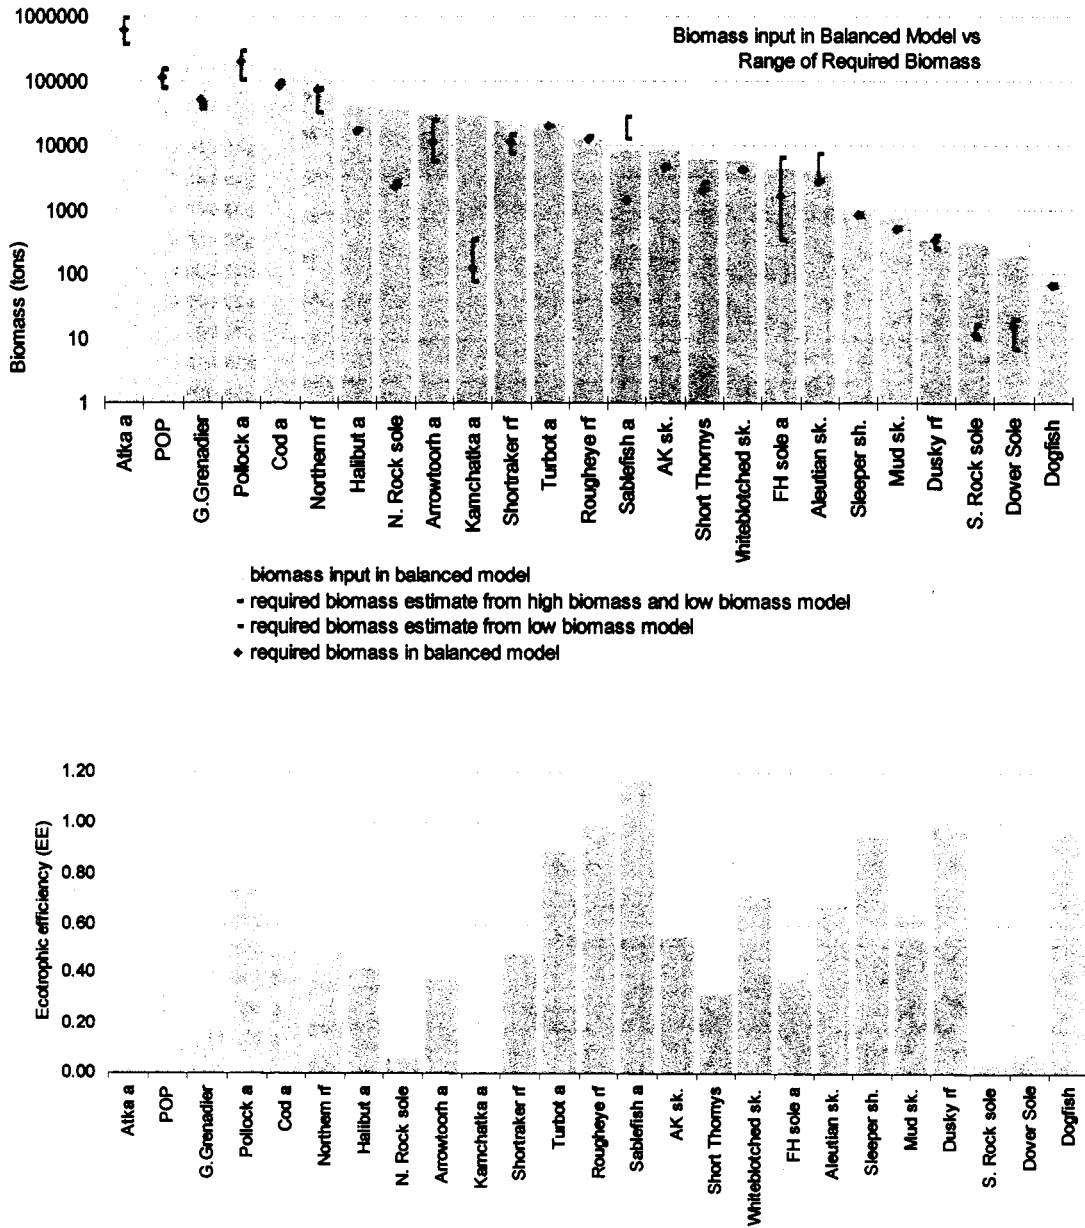 Biomass input in Balanced Model vs
Range of Required Biomass
Biomass (tons)
1000000
100000
10000
1000
100
10
1
Atka a
POP
G.Grenadier
Pollock a
Cod a
Northern rf
Halibut a
N. Rock sole
Arrowtoorh a
Kamchatka a
Shortraker rf
Turbot a
Rougheye rf
Sablefish a
AK sk.
Short Thornys
Whiteblotched sk.
FH sole a
Aleutian sk.
Sleeper sh.
Mud sk.
Dusky rf
S. Rock sole
Dover Sole
Dogfish
biomass input in balanced model
- required biomass estimate from high biomass and low biomass model
- required biomass estimate from low biomass model
◆ required biomass in balanced model
Ecotrophic efficiency (EE)
1.20
1.00
0.80
0.60
0.40
0.20
0.00
Atka a
POP
G.Grenadier
Pollock a
Cod a
Northern rf
Halibut a
N. Rock sole
Arrowtoorh a
Kamchatka a
Shortraker rf
Turbot a
Rougheye rf
Sablefish a
AK sk.
Short Thornys
Whiteblotched sk.
FH sole a
Aleutian sk.
Sleeper sh.
Mud sk.
Dusky rf
S. Rock sole
Dover Sole
Dogfish